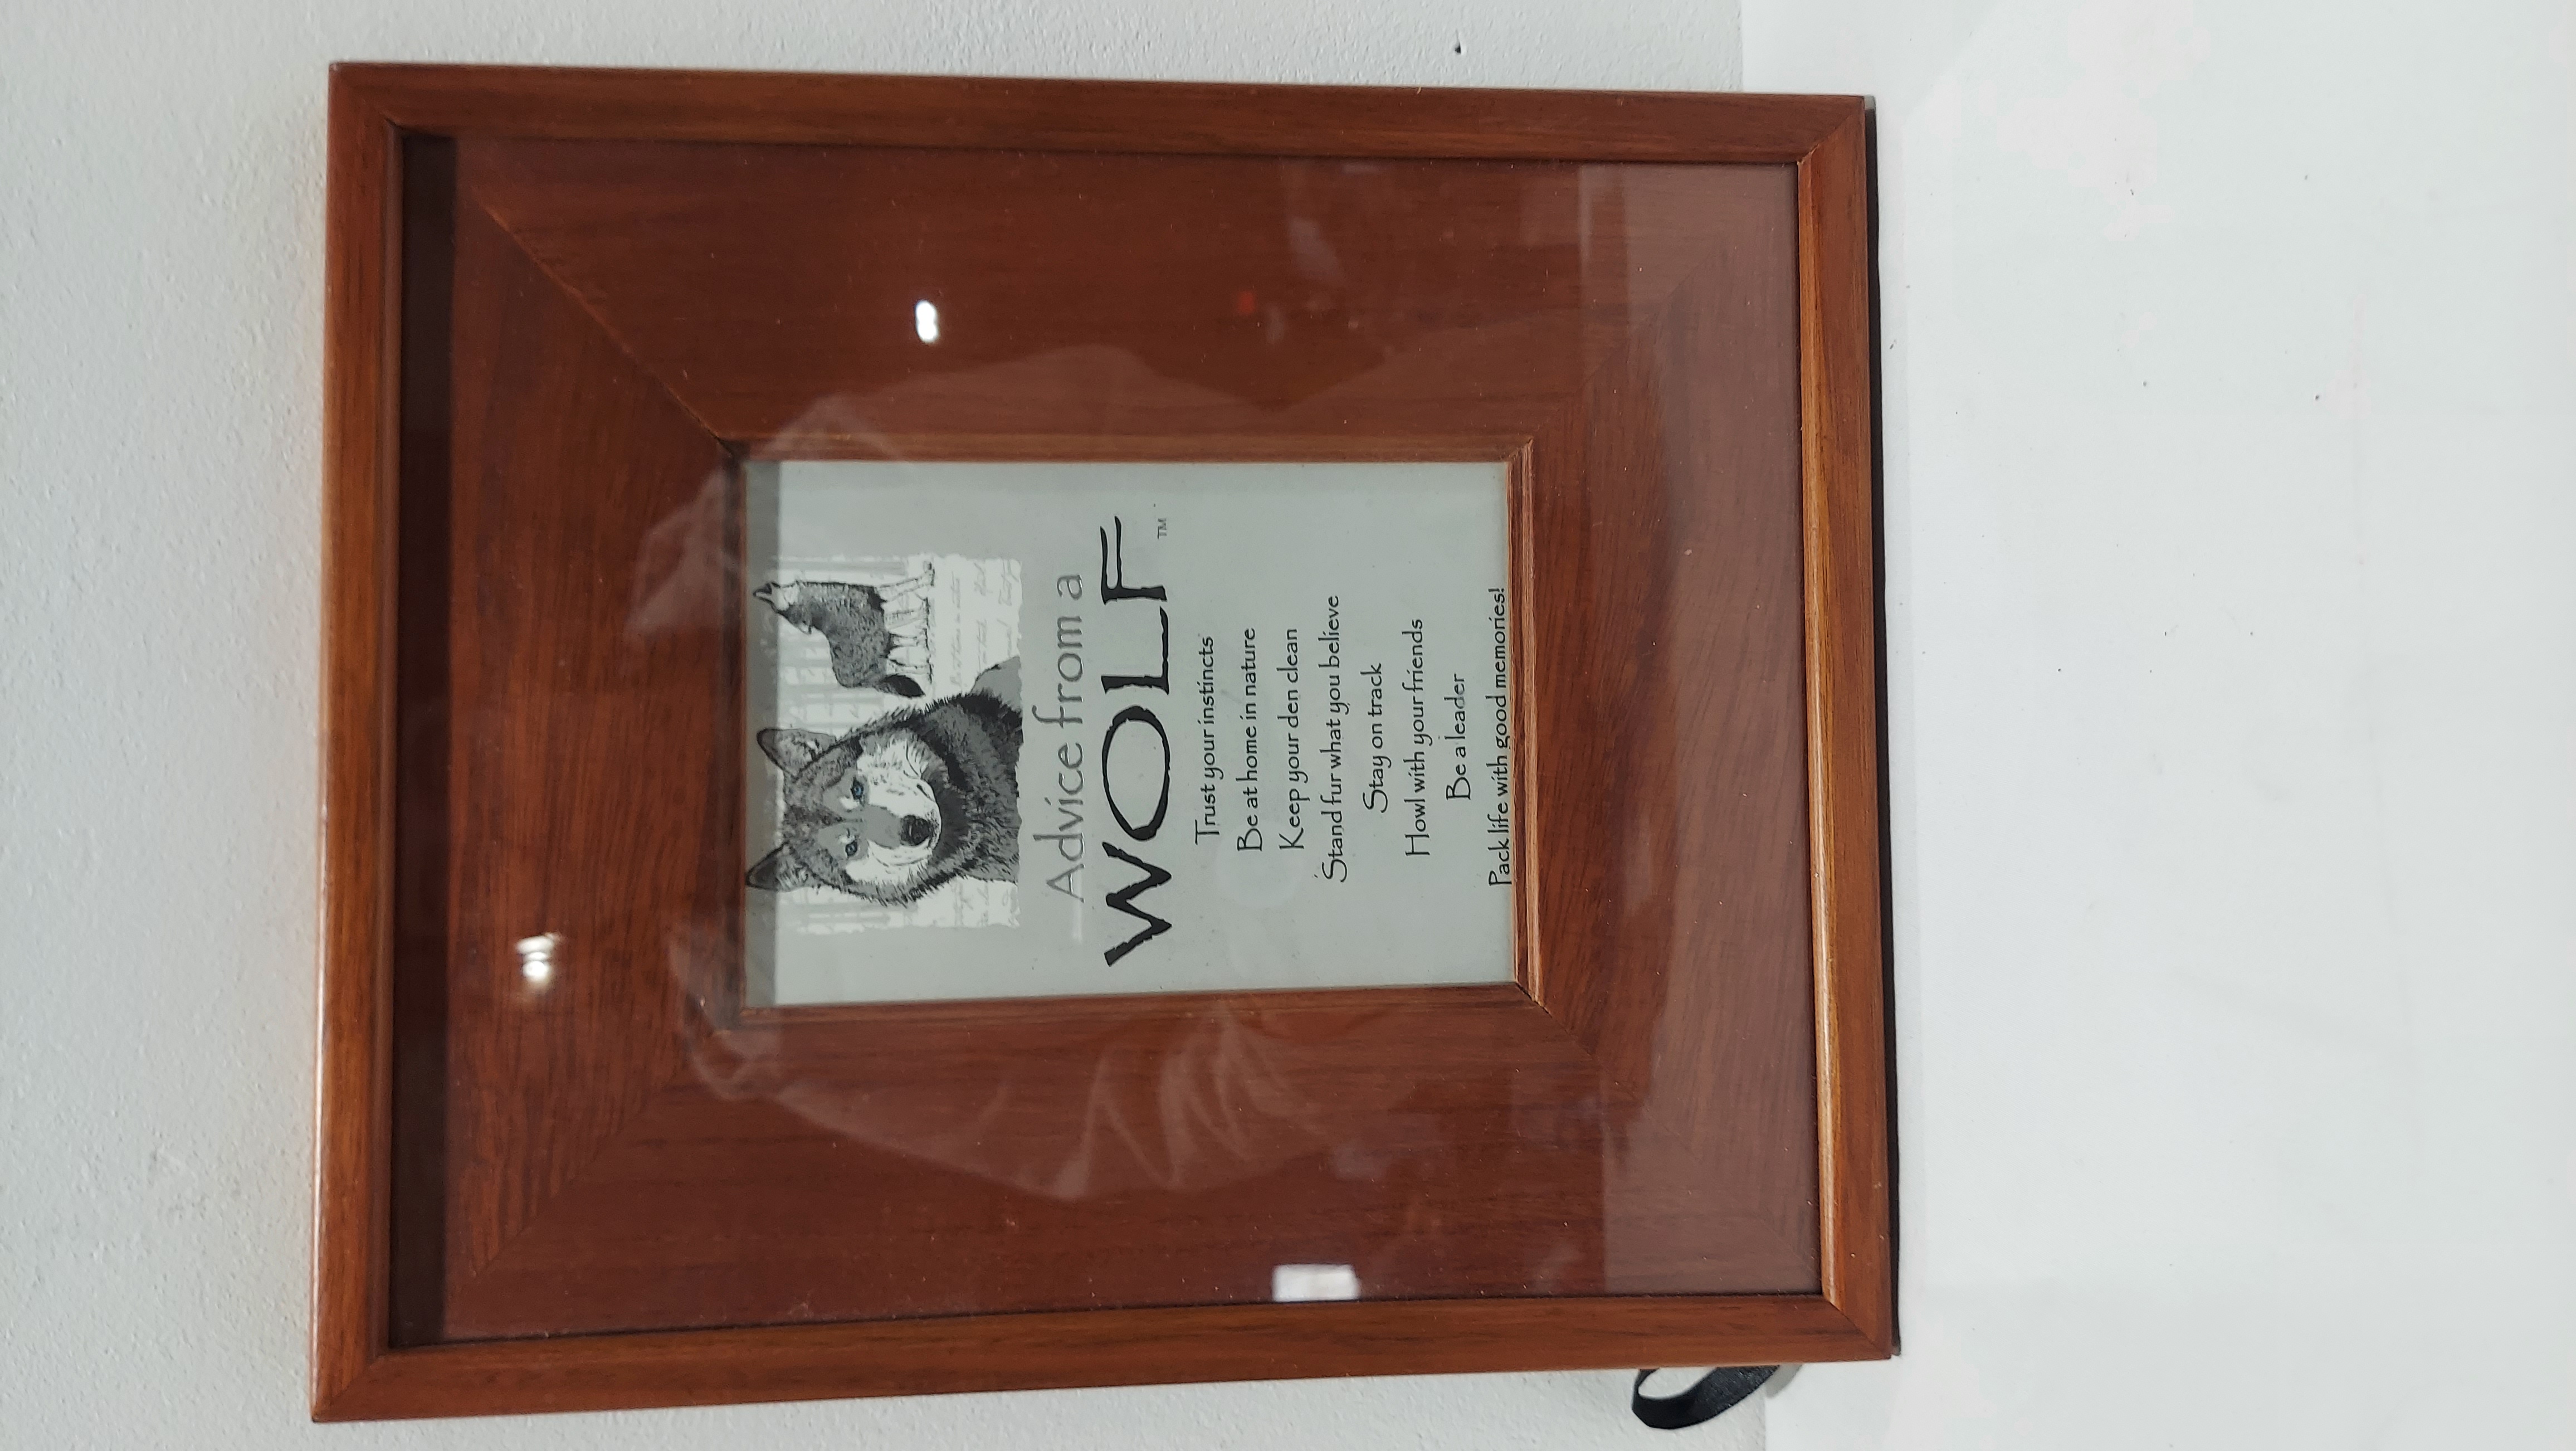 Advice from a
WOLF™
Trust your instincts
Be at home in nature
Keep your den clean
Stand fur what you believe
Stay on track
Howl with your friends
Be a leader
Pack life with good memories!